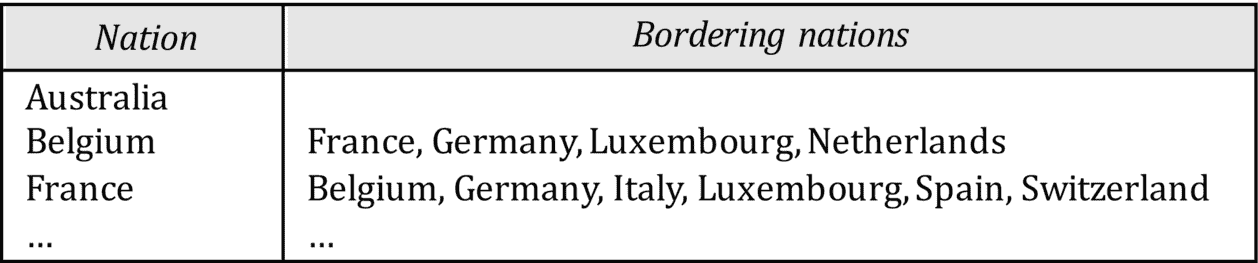 Nation Bordering nations
Australia
Belgium France, Germany, Luxembourg, Netherlands
France Belgium, Germany, Italy, Luxembourg, Spain, Switzerland
... ...